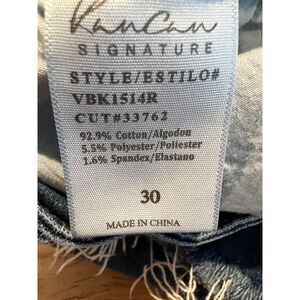 KanCan
SIGNATURE
STYLE/ESTILO#
VBK1514R
CUT#33762
92.9% Cotton/Algodon
5.5% Polyester/Poliester
1.6% Spandex/Elastano
30
MADE IN CHINA